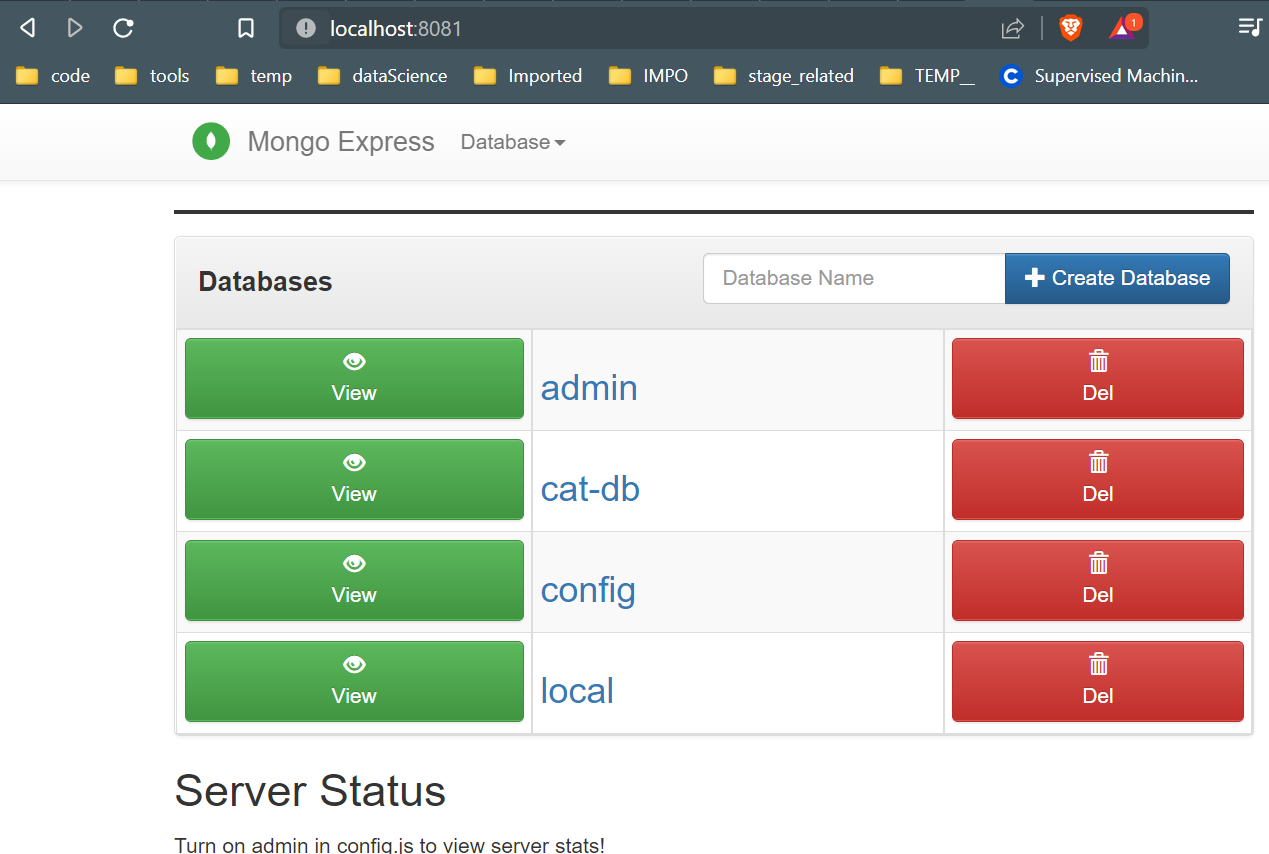 localhost:8081
1
code tools temp dataScience Imported IMPO stage_related TEMP__ C Supervised Machin...
Mongo Express Database
Databases Database Name Create Database
View admin Del
View cat-db Del
View config Del
View local Del
Server Status
Turn on admin in config.js to view server stats!